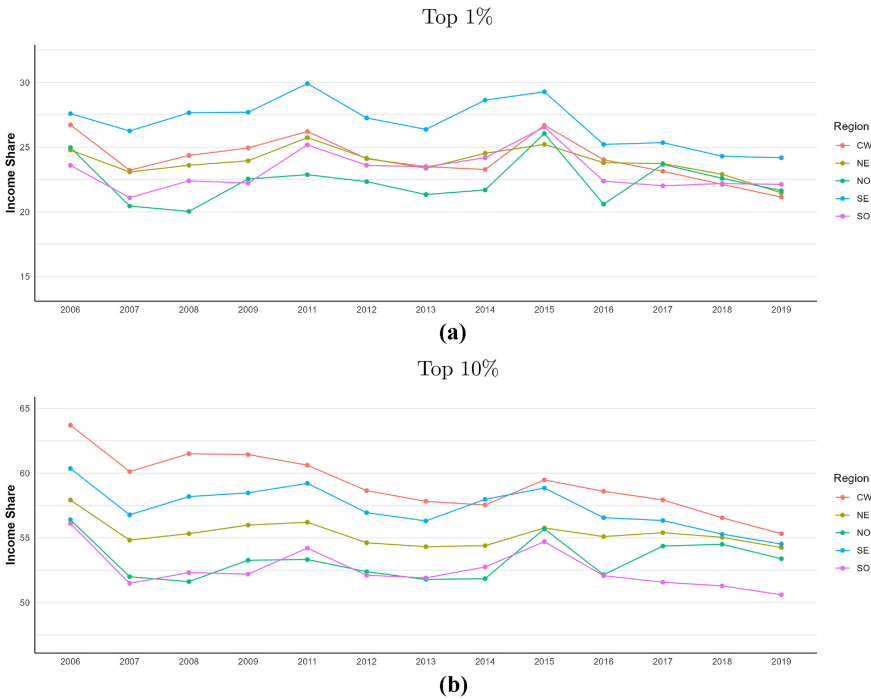 Top 1%
Income Share
30
25
20
15
2006 2007 2008 2009 2011 2012 2013 2014 2015 2016 2017 2018 2019
Region
CW
NE
NO
SE
SO
(a)
Top 10%
Income Share
65
60
55
50
2006 2007 2008 2009 2011 2012 2013 2014 2015 2016 2017 2018 2019
Region
CW
NE
NO
SE
SO
(b)